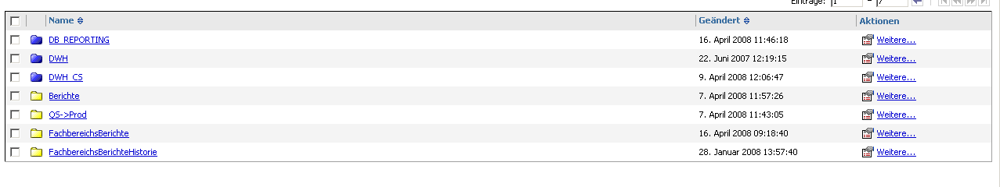 Einträge: 1 - 7
Name Geändert Aktionen
DB_REPORTING 16. April 2008 11:46:18 Weitere...
DWH 22. Juni 2007 12:19:15 Weitere...
DWH_CS 9. April 2008 12:06:47 Weitere...
Berichte 7. April 2008 11:57:26 Weitere...
QS->Prod 7. April 2008 11:43:05 Weitere...
FachbereichsBerichte 16. April 2008 09:18:40 Weitere...
FachbereichsBerichteHistorie 28. Januar 2008 13:57:40 Weitere...